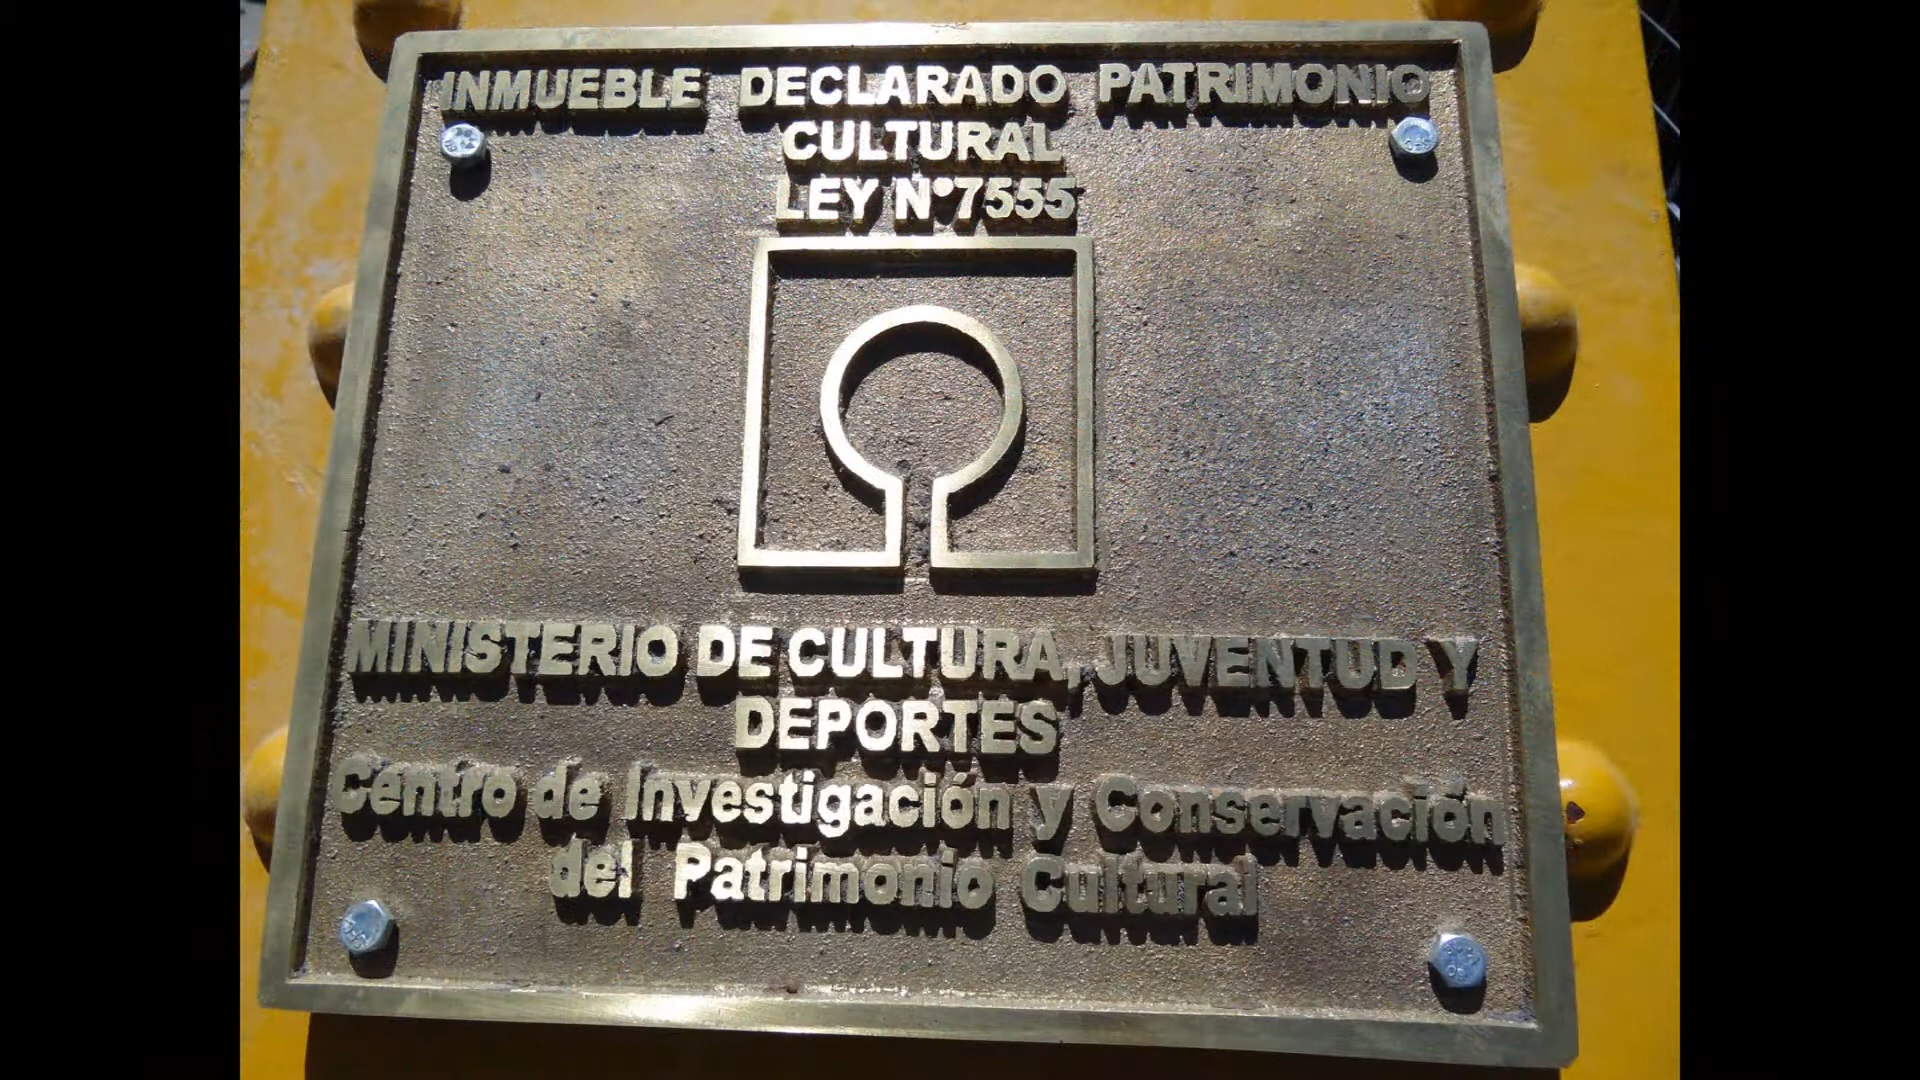 INMUEBLE DECLARADO PATRIMONIO
CULTURAL
LEY N°7555
MINISTERIO DE CULTURA, JUVENTUD Y
DEPORTES
Centro de Investigación y Conservación
del Patrimonio Cultural